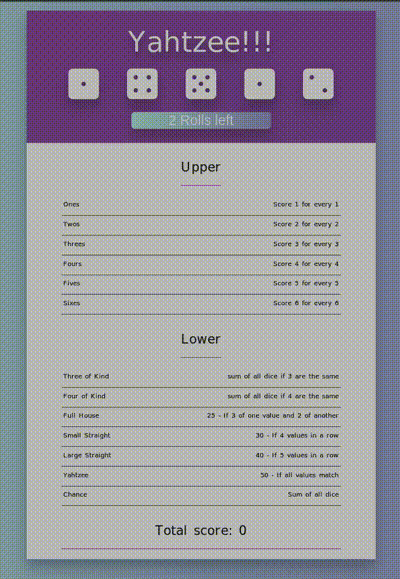 Yahtzee!!!
2 Rolls left
Upper
Ones Score 1 for every 1
Twos Score 2 for every 2
Threes Score 3 for every 3
Fours Score 4 for every 4
Fives Score 5 for every 5
Sixes Score 6 for every 6
Lower
Three of Kind sum of all dice if 3 are the same
Four of Kind sum of all dice if 4 are the same
Full House 25 - If 3 of one value and 2 of another
Small Straight 30 - If 4 values in a row
Large Straight 40 - If 5 values in a row
Yahtzee 50 - If all values match
Chance Sum of all dice
Total score: 0